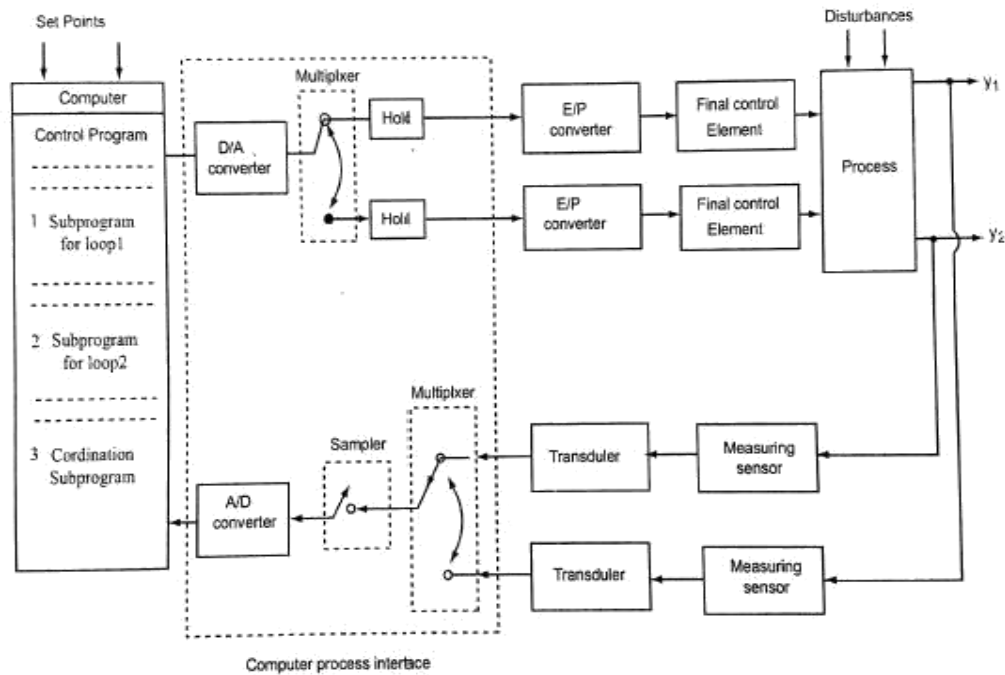 Set Points
Disturbances
Computer
Control Program
1 Subprogram
for loop1
2 Subprogram
for loop2
3 Cordination
Subprogram
D/A
converter
Multiplxer
Hold
Hold
E/P
converter
Final control
Element
E/P
converter
Final control
Element
Process
y1
y2
Multiplxer
Sampler
A/D
converter
Transduler
Measuring
sensor
Transduler
Measuring
sensor
Computer process interface